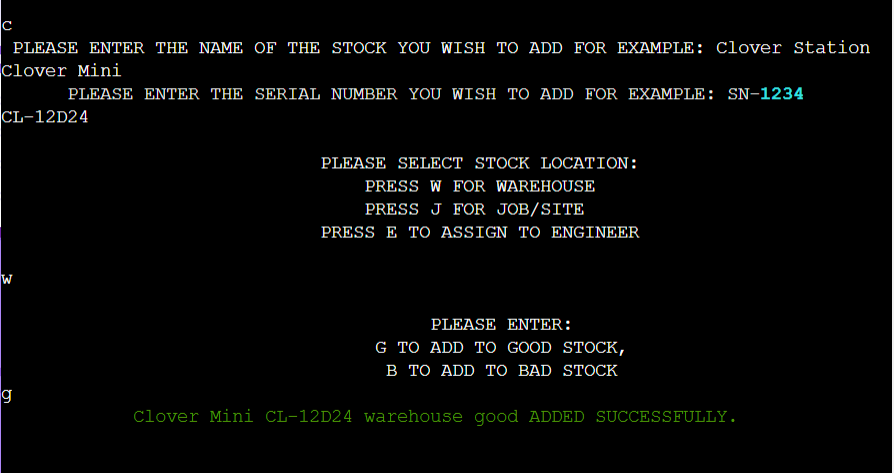 c
PLEASE ENTER THE NAME OF THE STOCK YOU WISH TO ADD FOR EXAMPLE: Clover Station
Clover Mini
PLEASE ENTER THE SERIAL NUMBER YOU WISH TO ADD FOR EXAMPLE: SN-1234
CL-12D24
PLEASE SELECT STOCK LOCATION:
PRESS W FOR WAREHOUSE
PRESS J FOR JOB/SITE
PRESS E TO ASSIGN TO ENGINEER
w
PLEASE ENTER:
G TO ADD TO GOOD STOCK,
B TO ADD TO BAD STOCK
g
Clover Mini CL-12D24 warehouse good ADDED SUCCESSFULLY.